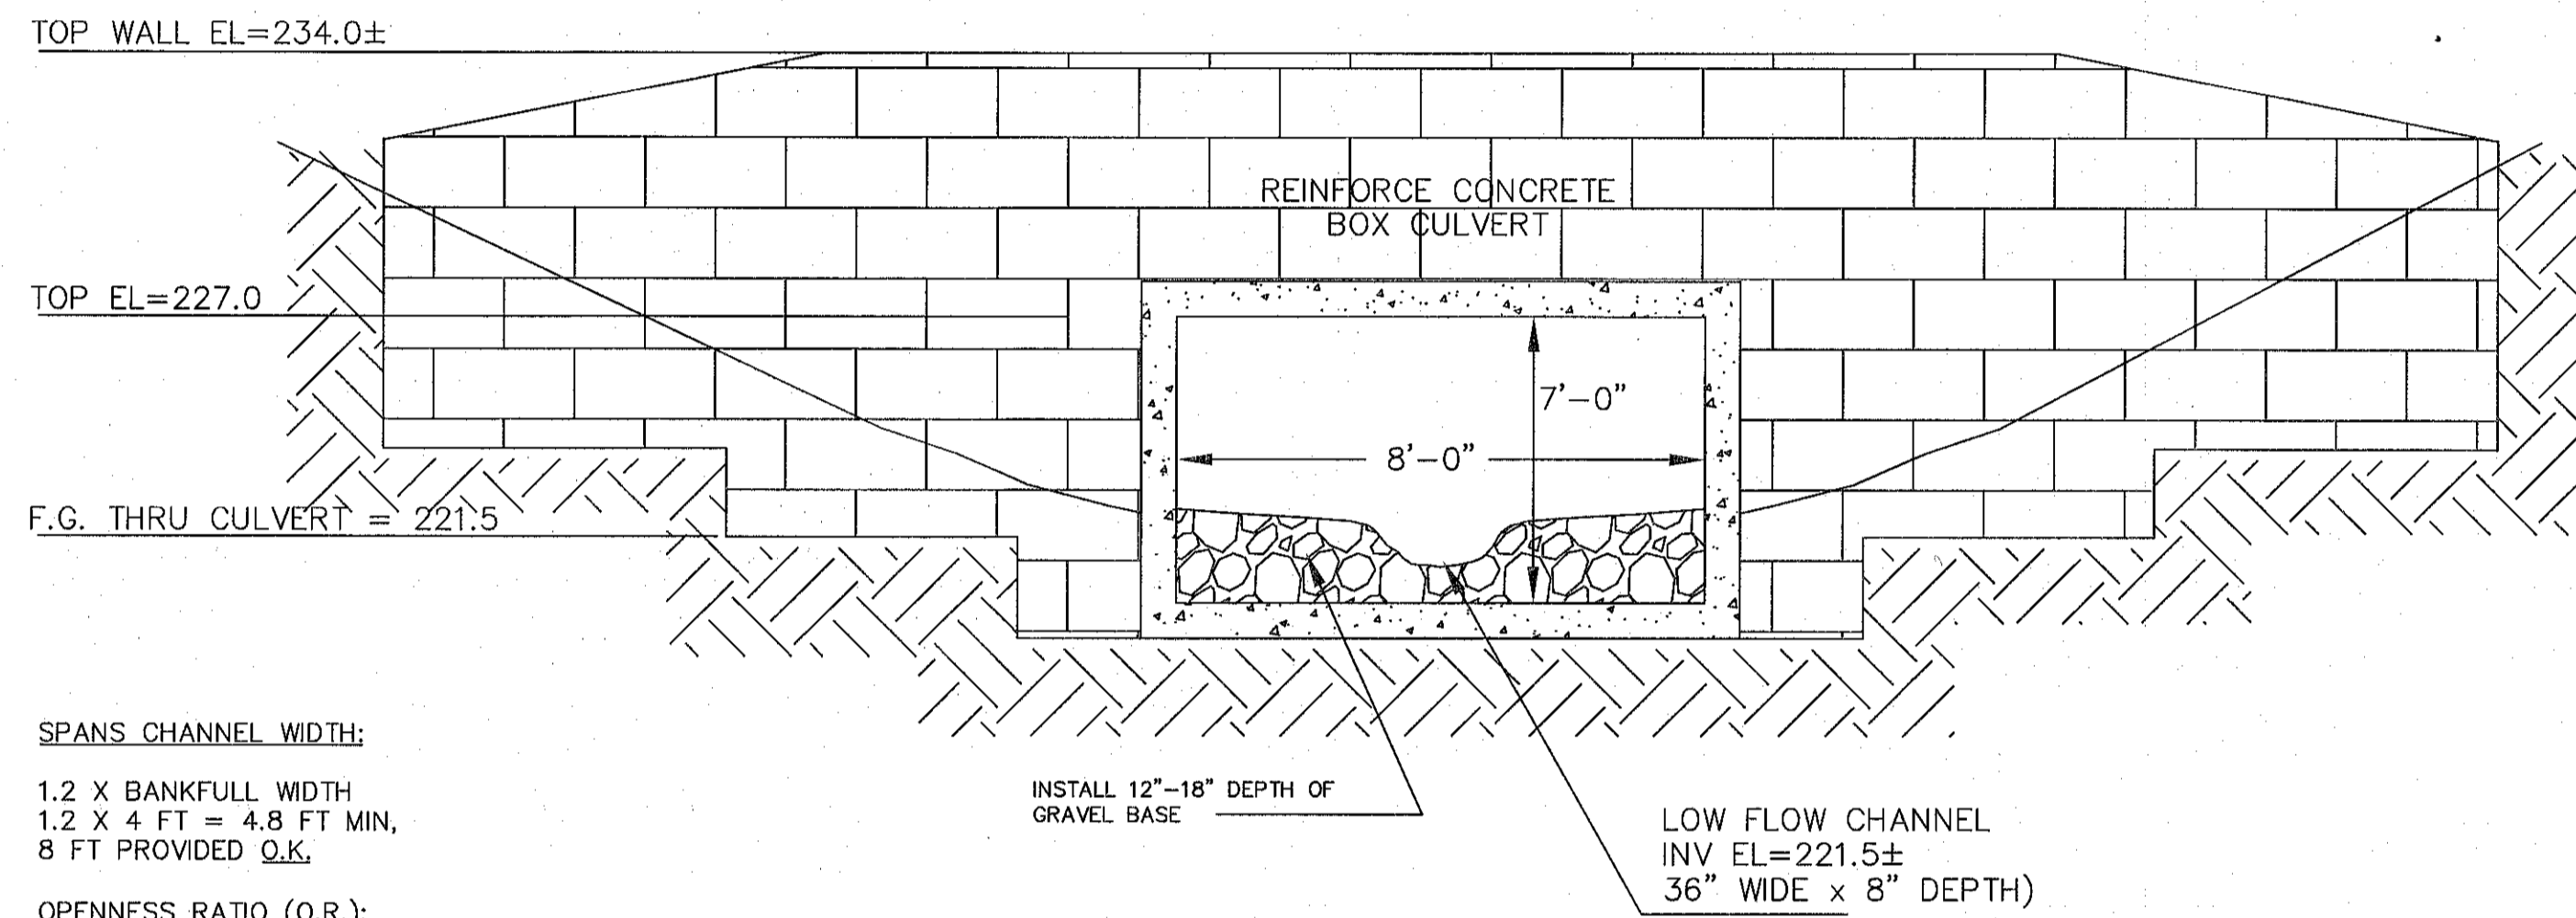 TOP WALL EL=234.0±
REINFORCE CONCRETE
BOX CULVERT
TOP EL=227.0
7'-0"
8'-0"
F.G. THRU CULVERT = 221.5
SPANS CHANNEL WIDTH:
1.2 X BANKFULL WIDTH
1.2 X 4 FT = 4.8 FT MIN,
8 FT PROVIDED O.K.
INSTALL 12"-18" DEPTH OF
GRAVEL BASE
LOW FLOW CHANNEL
INV EL=221.5±
36" WIDE x 8" DEPTH)
OPENNESS RATIO (O.R.):